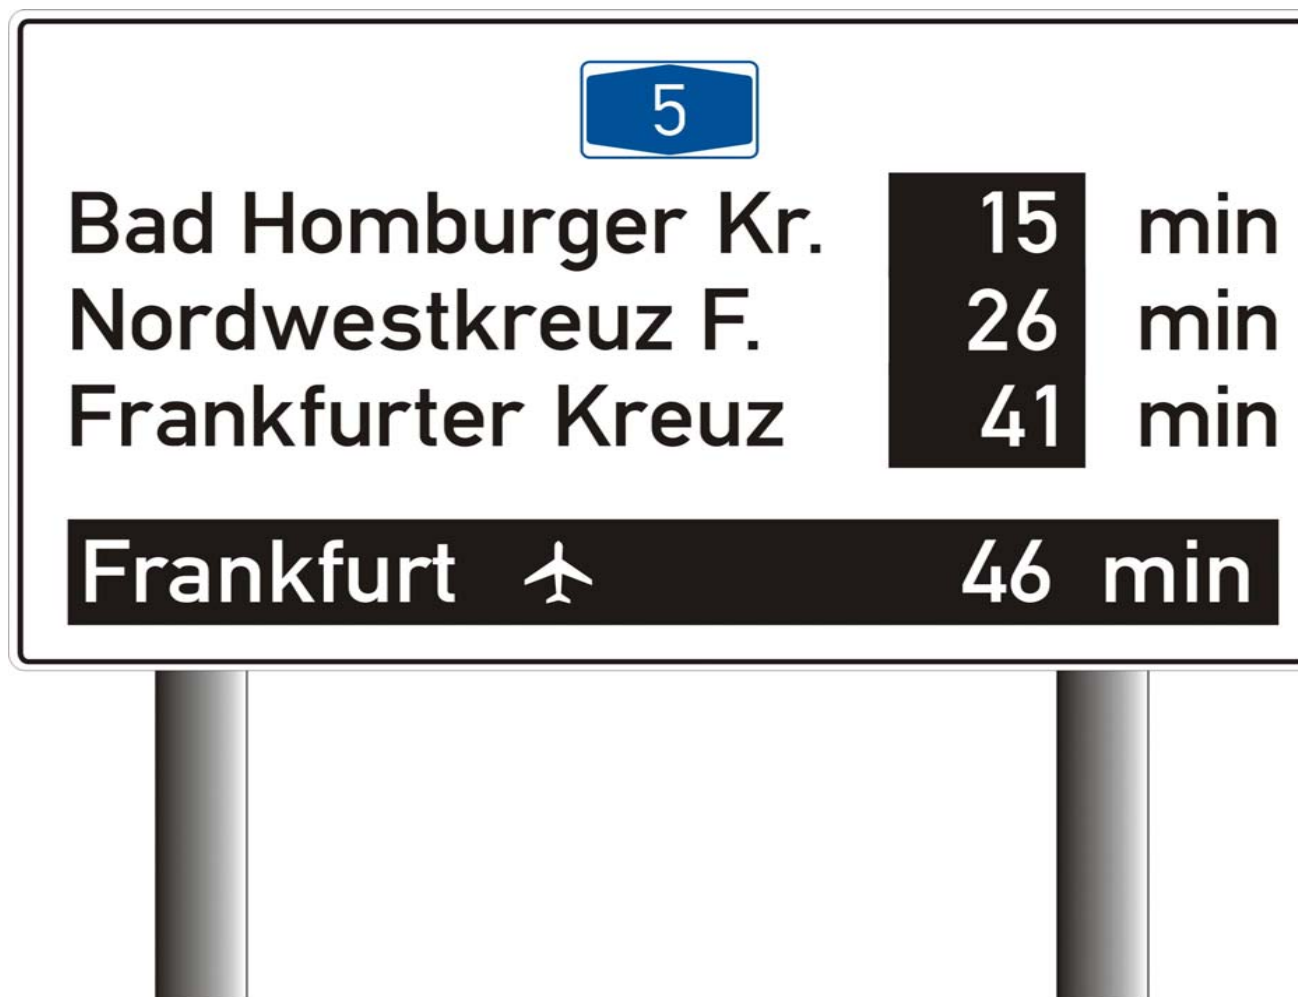 5
Bad Homburger Kr. 15 min
Nordwestkreuz F. 26 min
Frankfurter Kreuz 41 min
Frankfurt 46 min